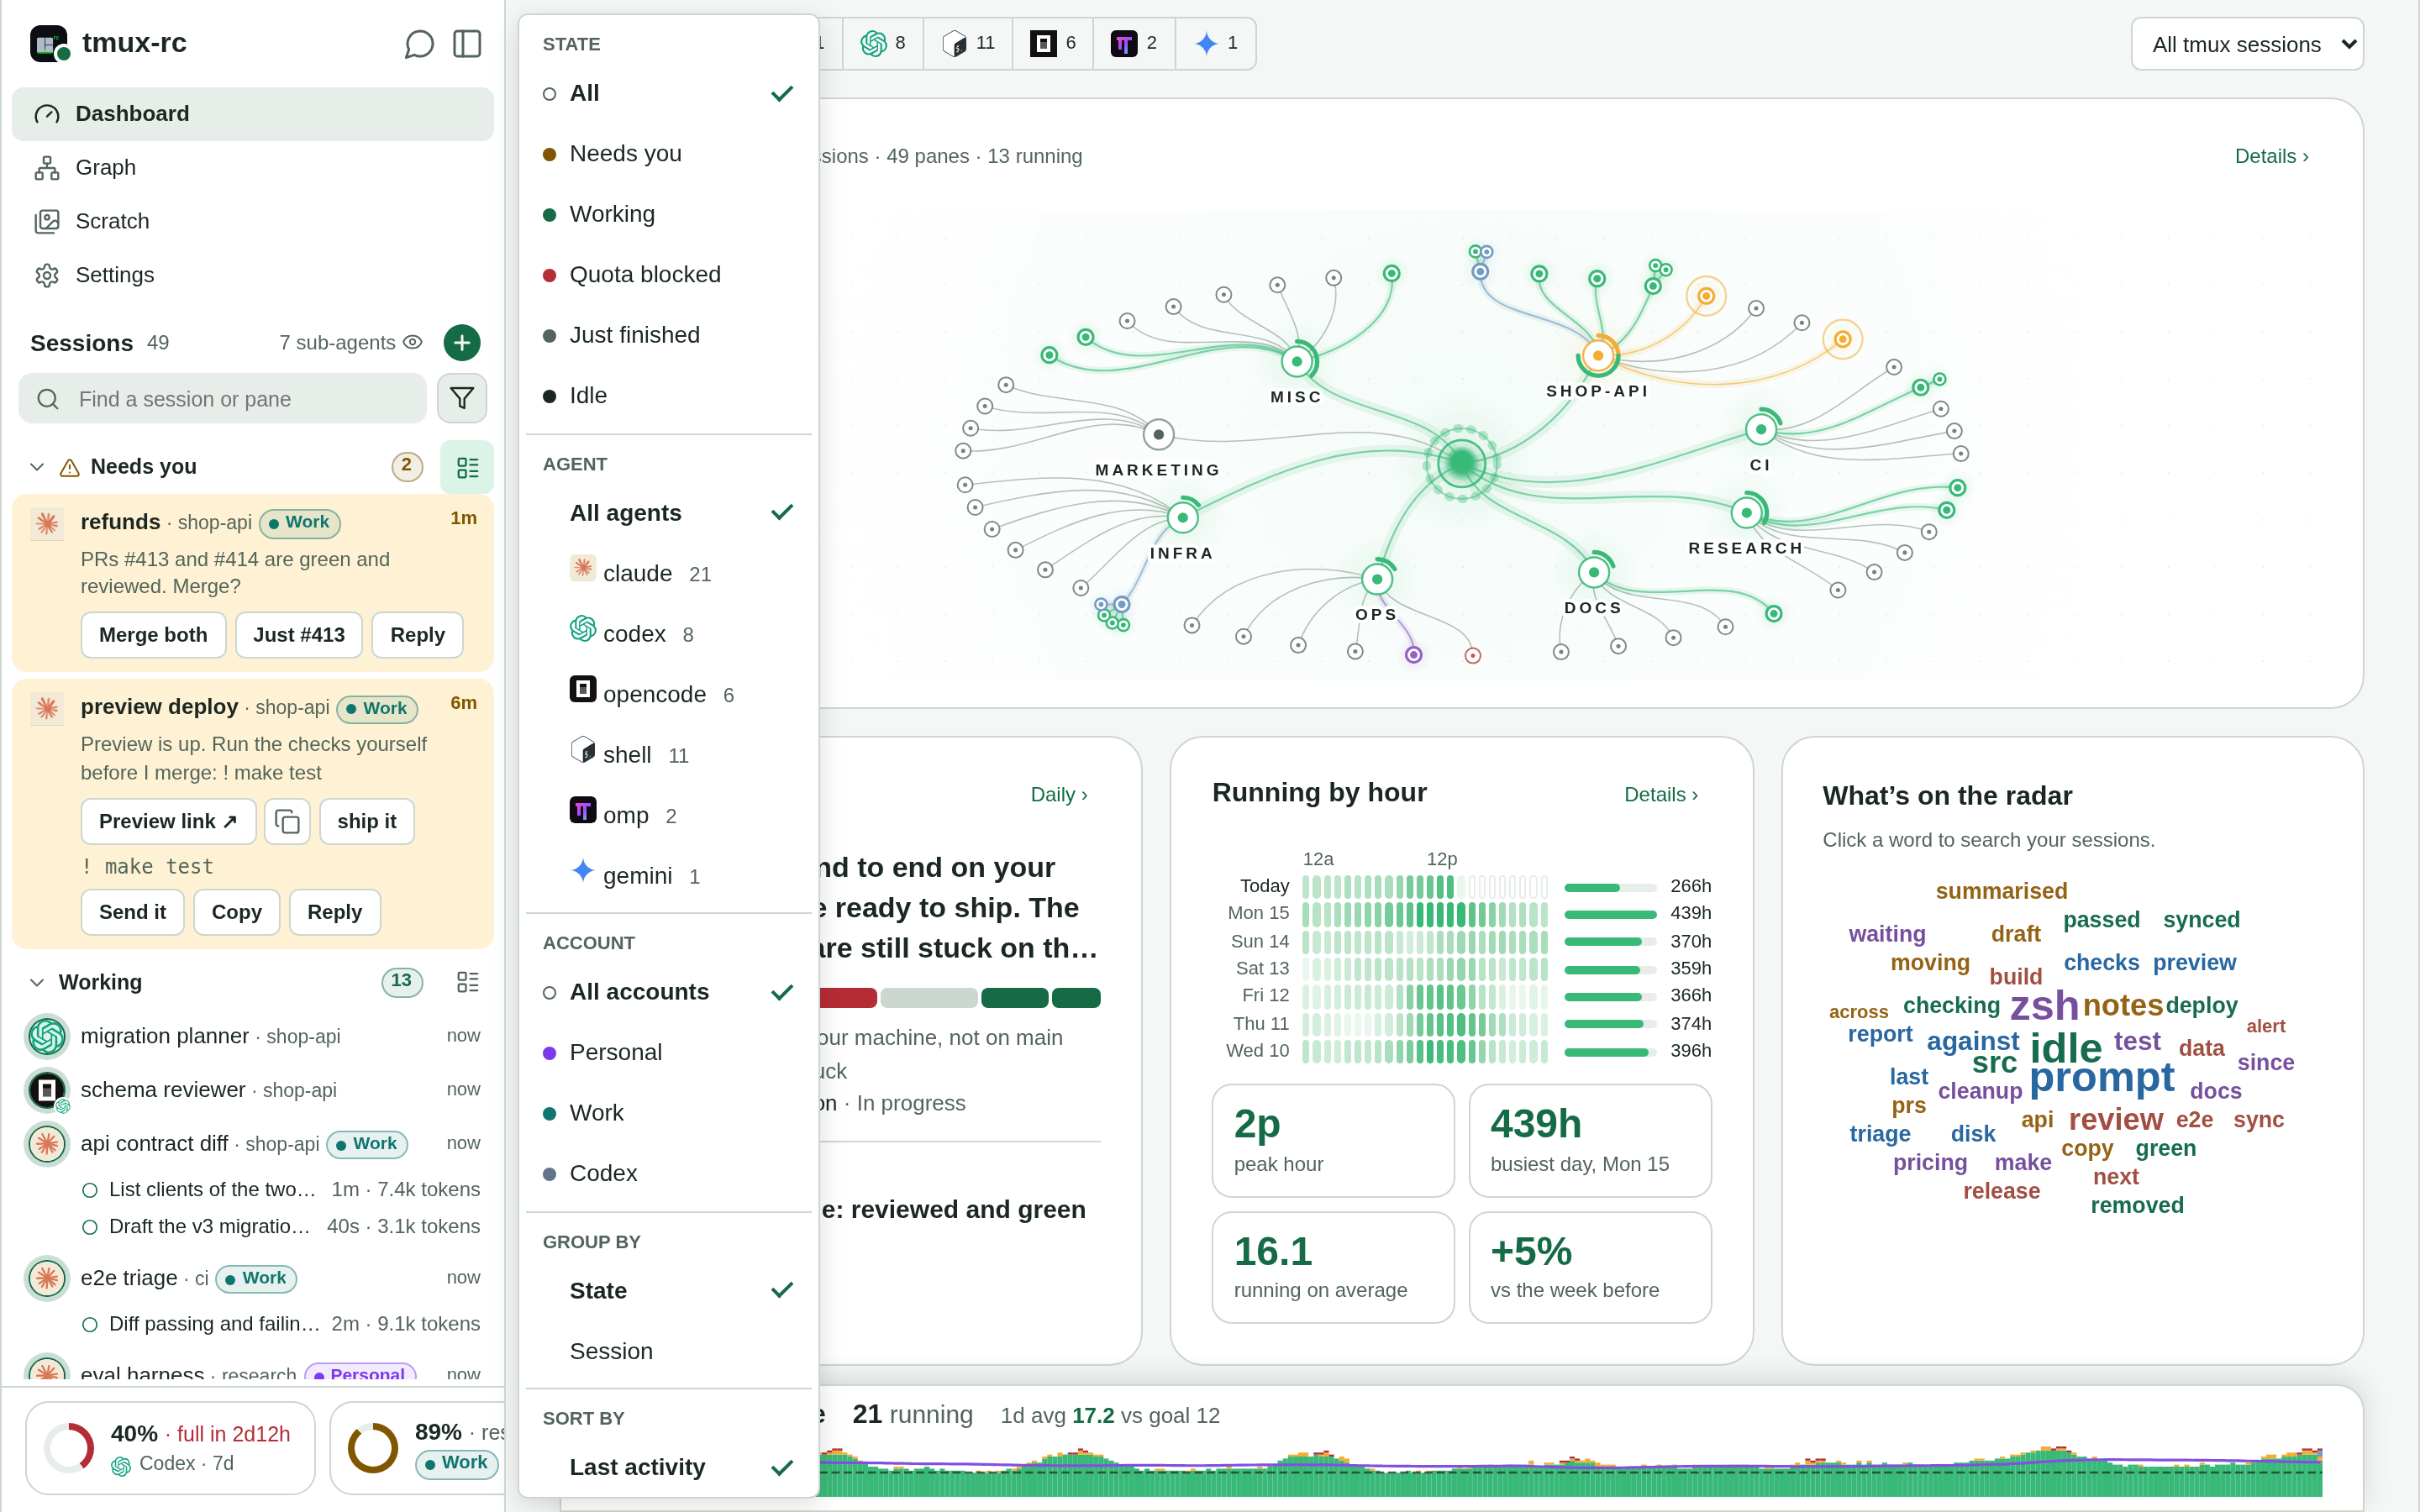 tmux-rc
Dashboard
Graph
Scratch
Settings
Sessions 49
7 sub-agents
Find a session or pane
Needs you 2
refunds · shop-api Work 1m
PRs #413 and #414 are green and
reviewed. Merge?
Merge both
Just #413
Reply
preview deploy · shop-api Work 6m
Preview is up. Run the checks yourself
before I merge: ! make test
Preview link ↗
ship it
! make test
Send it
Copy
Reply
Working 13
migration planner · shop-api now
schema reviewer · shop-api now
api contract diff · shop-api Work now
List clients of the two… 1m · 7.4k tokens
Draft the v3 migratio… 40s · 3.1k tokens
e2e triage · ci Work now
Diff passing and failin… 2m · 9.1k tokens
eval harness · research Personal now
40% · full in 2d12h
Codex · 7d
89% · res
Work
STATE
All
Needs you
Working
Quota blocked
Just finished
Idle
AGENT
All agents
claude 21
codex 8
opencode 6
shell 11
omp 2
gemini 1
ACCOUNT
All accounts
Personal
Work
Codex
GROUP BY
State
Session
SORT BY
Last activity
8
11
6
2
1
All tmux sessions
ssions · 49 panes · 13 running
Details ›
MISC
SHOP-API
MARKETING
CI
INFRA
RESEARCH
OPS
DOCS
Daily ›
nd to end on your
e ready to ship. The
are still stuck on th…
our machine, not on main
uck
on · In progress
e: reviewed and green
Running by hour
Details ›
12a 12p
Today 266h
Mon 15 439h
Sun 14 370h
Sat 13 359h
Fri 12 366h
Thu 11 374h
Wed 10 396h
2p
peak hour
439h
busiest day, Mon 15
16.1
running on average
+5%
vs the week before
What’s on the radar
Click a word to search your sessions.
summarised
waiting draft passed synced
moving build checks preview
across checking zsh notes deploy
report against idle test data alert
src since
last cleanup prompt docs
prs api review e2e sync
triage disk copy green
pricing make next
release removed
e 21 running 1d avg 17.2 vs goal 12